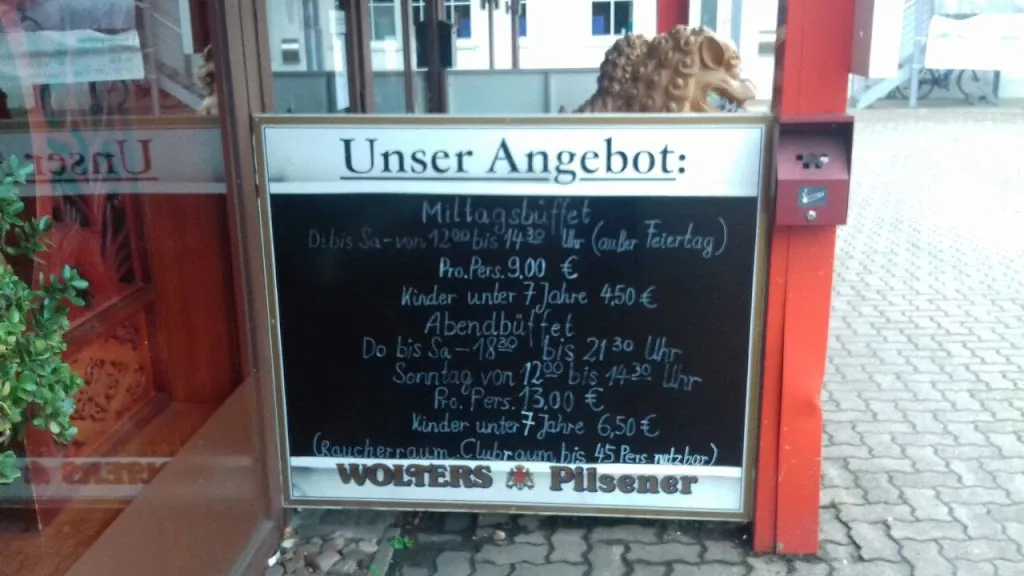 Unser Angebot:
Mittagsbüffet
Di bis Sa - von 12⁰⁰ bis 14³⁰ Uhr (außer Feiertag)
Pro. Pers. 9,00 €
Kinder unter 7 Jahre 4,50 €
Abendbüffet
Do bis Sa - 18³⁰ bis 21³⁰ Uhr
Sonntag von 12⁰⁰ bis 14³⁰ Uhr
Pro. Pers. 13,00 €
Kinder unter 7 Jahre 6,50 €
(Raucherraum Clubraum bis 45 Pers nutzbar)
WOLTERS Pilsener